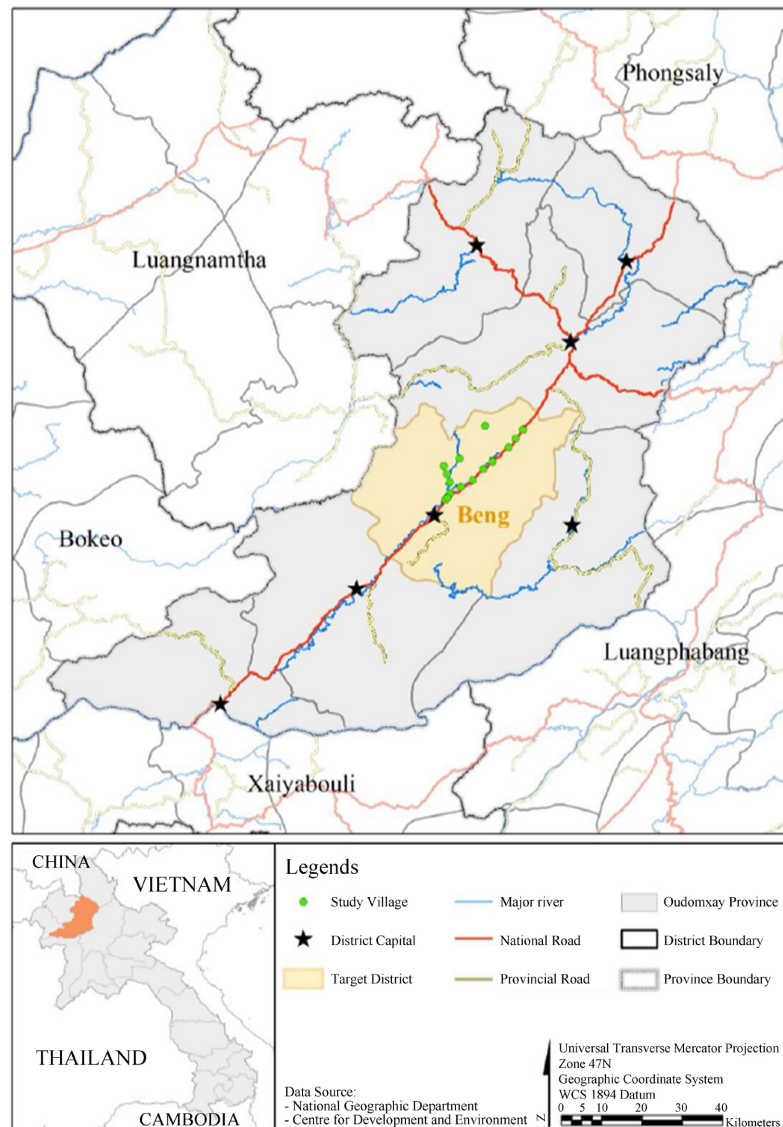 Phongsaly
Luangnamtha
Beng
Bokeo
Luangphabang
Xaiyabouli
CHINA
VIETNAM
THAILAND
CAMBODIA
Legends
Study Village
Major river
Oudomxay Province
District Capital
National Road
District Boundary
Target District
Provincial Road
Province Boundary
Data Source:
- National Geographic Department
- Centre for Development and Environment
Z
Universal Transverse Mercator Projection
Zone 47N
Geographic Coordinate System
WCS 1894 Datum
0 5 10 20 30 40
Kilometers